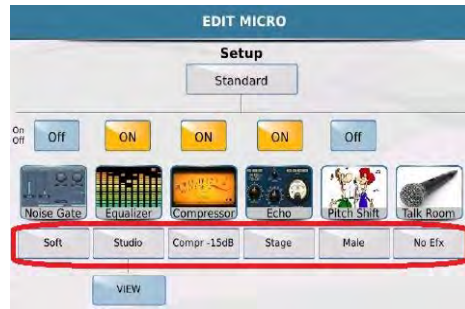 EDIT MICRO
Setup
Standard
On
Off
Off ON ON ON Off
Noise Gate Equalizer Compressor Echo Pitch Shift Talk Room
Soft Studio Compr -15dB Stage Male No Efx
VIEW